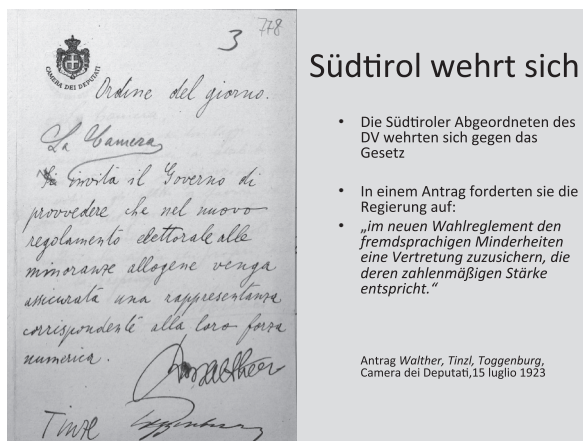 778
3
CAMERA DEI DEPUTATI
Ordine del giorno.
La Camera
invita il Governo di
provvedere che nel nuovo
regolamento elettorale alle
minoranze allogene venga
assicurata una rappresentanza
corrispondente alla loro forza
numerica.
Walther
Tinzl Toggenburg
Südtirol wehrt sich
• Die Südtiroler Abgeordneten des
DV wehrten sich gegen das
Gesetz
• In einem Antrag forderten sie die
Regierung auf:
• „im neuen Wahlreglement den
fremdsprachigen Minderheiten
eine Vertretung zuzusichern, die
deren zahlenmäßigen Stärke
entspricht.“
Antrag Walther, Tinzl, Toggenburg,
Camera dei Deputati,15 luglio 1923